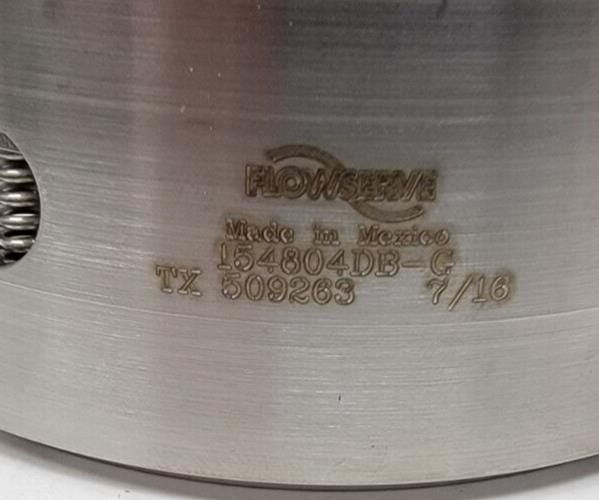 FLOWSERVE
Made in Mexico
154804DB-G
TX 509263 7/16